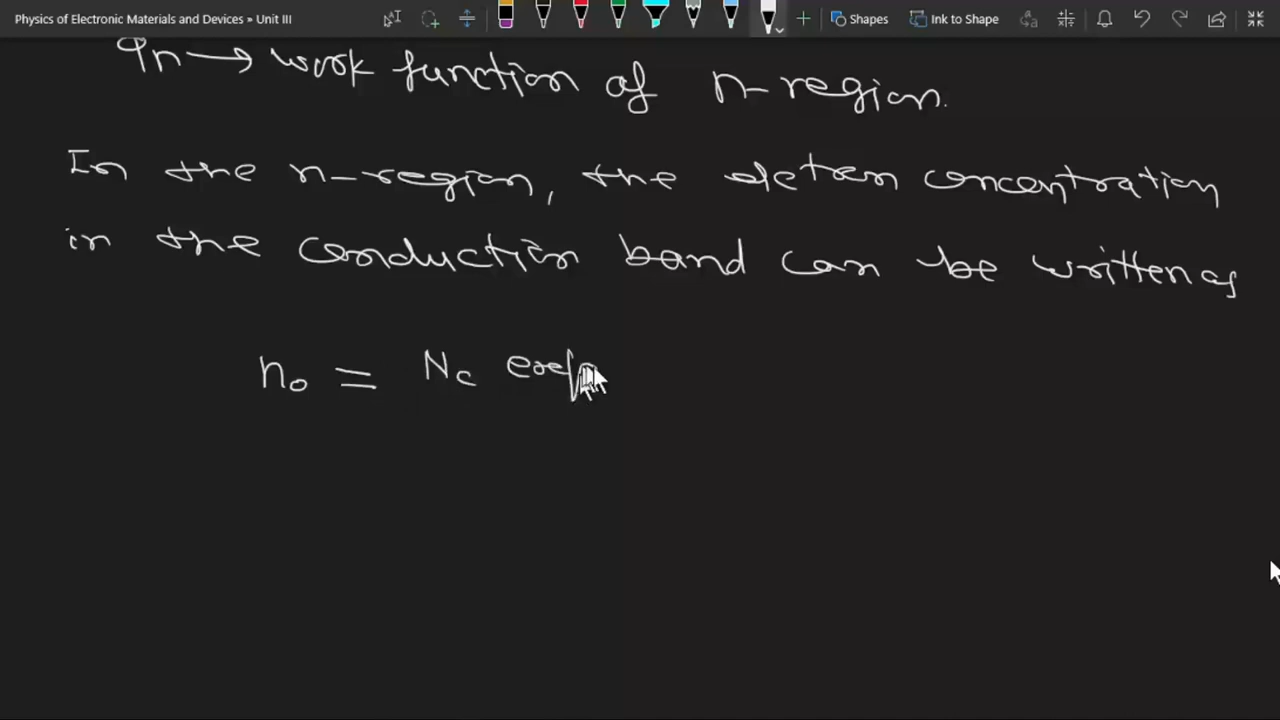 Physics of Electronic Materials and Devices » Unit III
Shapes
Ink to Shape
φn → work function of n-region.
In the n-region, the electron concentration
in the conduction band can be written as
n₀ = Nc exp